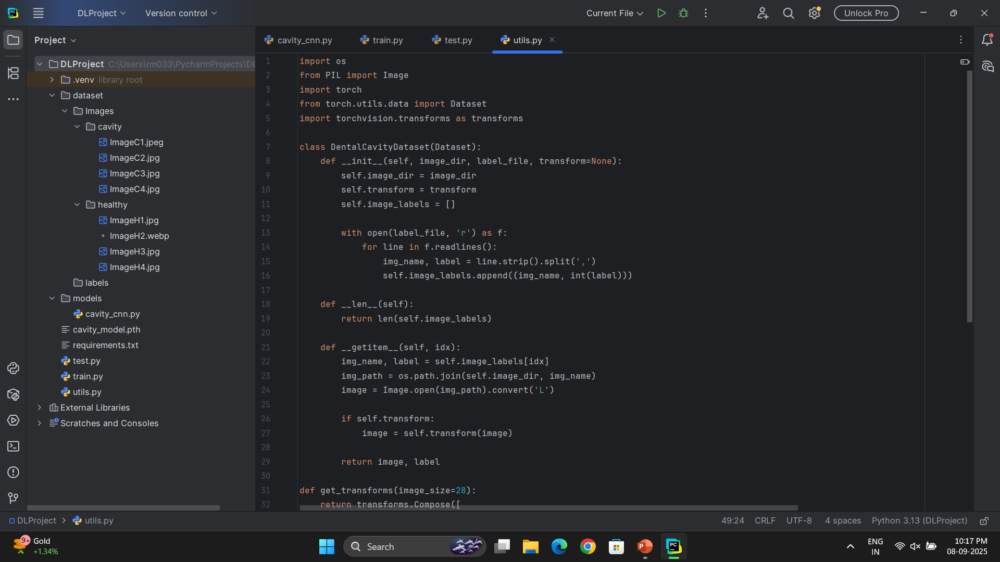 PC
DLProject
Version control
Current File
Unlock Pro
Project
cavity_cnn.py
train.py
test.py
utils.py
DLProject C:\Users\rm033\PycharmProjects\DL
.venv library root
dataset
Images
cavity
ImageC1.jpeg
ImageC2.jpg
ImageC3.jpg
ImageC4.jpg
healthy
ImageH1.jpg
ImageH2.webp
ImageH3.jpg
ImageH4.jpg
labels
models
cavity_cnn.py
cavity_model.pth
requirements.txt
test.py
train.py
utils.py
External Libraries
Scratches and Consoles
1 import os
2 from PIL import Image
3 import torch
4 from torch.utils.data import Dataset
5 import torchvision.transforms as transforms
6
7 class DentalCavityDataset(Dataset):
8     def __init__(self, image_dir, label_file, transform=None):
9         self.image_dir = image_dir
10         self.transform = transform
11         self.image_labels = []
12
13         with open(label_file, 'r') as f:
14             for line in f.readlines():
15                 img_name, label = line.strip().split(',')
16                 self.image_labels.append((img_name, int(label)))
17
18     def __len__(self):
19         return len(self.image_labels)
20
21     def __getitem__(self, idx):
22         img_name, label = self.image_labels[idx]
23         img_path = os.path.join(self.image_dir, img_name)
24         image = Image.open(img_path).convert('L')
25
26         if self.transform:
27             image = self.transform(image)
28
29         return image, label
30
31 def get_transforms(image_size=28):
32     return transforms.Compose([
DLProject > utils.py
49:24 CRLF UTF-8 4 spaces Python 3.13 (DLProject)
9+ Gold
+1.34%
Search
P
PC
ENG
IN
10:17 PM
08-09-2025